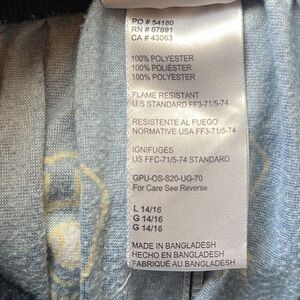 PO # 54180
RN # 67891
CA # 43063
100% POLYESTER
100% POLIÉSTER
100% POLYESTER
FLAME RESISTANT
U.S STANDARD FF3-71/5-74
RESISTENTE AL FUEGO
NORMATIVE USA FF3-71/5-74
IGNIFUGES
US FFC-71/5-74 STANDARD
GPU-OS-S20-UG-70
For Care See Reverse
L 14/16
G 14/16
G 14/16
MADE IN BANGLADESH
HECHO EN BANGLADESH
FABRIQUÉ AU BANGLADESH